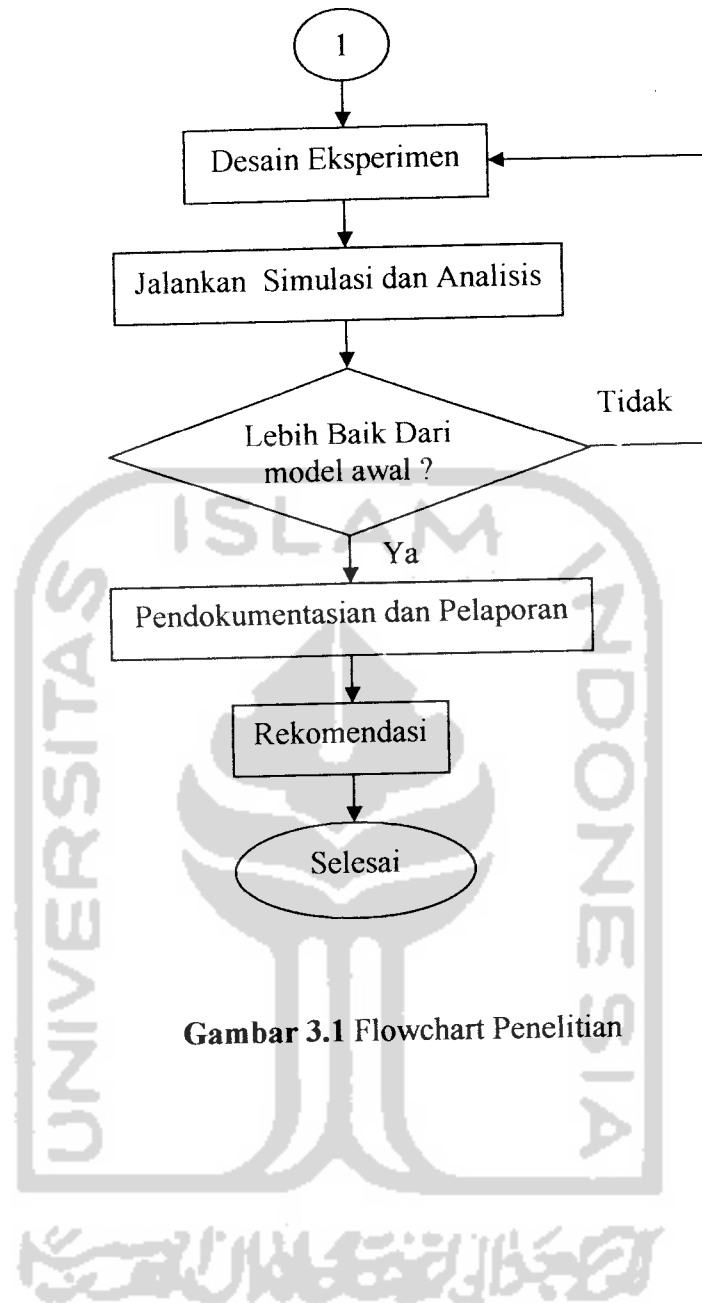 1
Desain Eksperimen
Jalankan Simulasi dan Analisis
Lebih Baik Dari
model awal ?
Tidak
Ya
Pendokumentasian dan Pelaporan
Rekomendasi
Selesai
Gambar 3.1 Flowchart Penelitian
UNIVERSITAS
ISLAM
INDONESIA